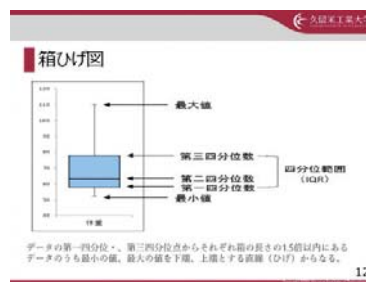 久留米工業大学
箱ひげ図
最大値
第三四分位数
四分位範囲
(IQR)
第二四分位数
第一四分位数
最小値
体重
データの第一四分位・、第三四分位点からそれぞれ箱の長さの1.5倍以内にある
データのうち最小の値、最大の値を下端、上端とする直線（ひげ）からなる。
12